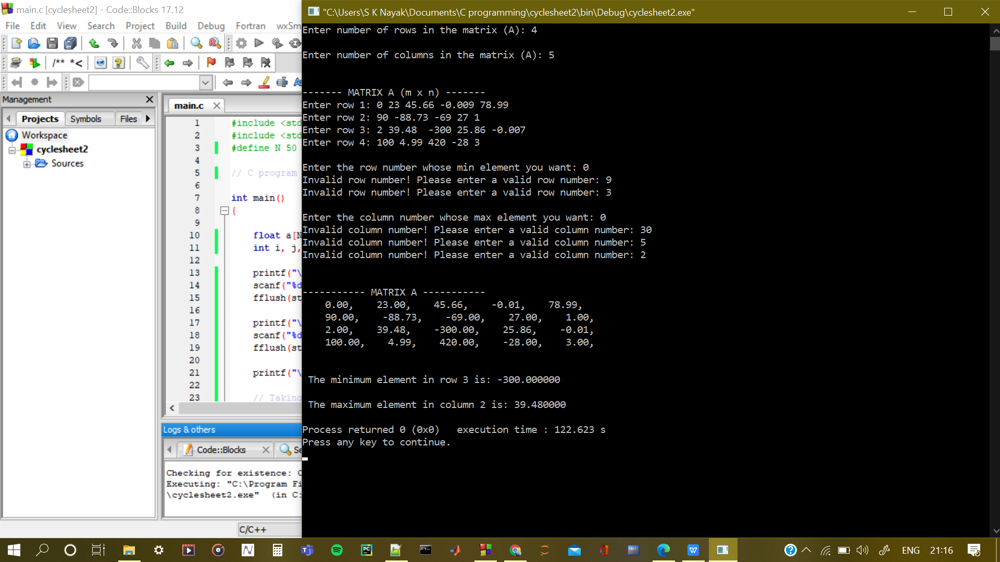 main.c [cyclesheet2] - Code::Blocks 17.12
File Edit View Search Project Build Debug Fortran wxSm
/** *<
Management
Projects Symbols Files
Workspace
cyclesheet2
Sources
main.c
1 #include <std
2 #include <std
3 #define N 50
4
5 // C program
6
7 int main()
8 {
9
10 float a[N
11 int i, j,
12
13 printf("\
14 scanf("%d
15 fflush(st
16
17 printf("\
18 scanf("%d
19 fflush(st
20
21 printf("\
22
23 // Taking
Logs & others
Code::Blocks Se
Checking for existence: C
Executing: "C:\Program Fi
\cyclesheet2.exe" (in C:
C/C++
"C:\Users\S K Nayak\Documents\C programming\cyclesheet2\bin\Debug\cyclesheet2.exe"
Enter number of rows in the matrix (A): 4
Enter number of columns in the matrix (A): 5
------- MATRIX A (m x n) -------
Enter row 1: 0 23 45.66 -0.009 78.99
Enter row 2: 90 -88.73 -69 27 1
Enter row 3: 2 39.48  -300 25.86 -0.007
Enter row 4: 100 4.99 420 -28 3
Enter the row number whose min element you want: 0
Invalid row number! Please enter a valid row number: 9
Invalid row number! Please enter a valid row number: 3
Enter the column number whose max element you want: 0
Invalid column number! Please enter a valid column number: 30
Invalid column number! Please enter a valid column number: 5
Invalid column number! Please enter a valid column number: 2
----------- MATRIX A -----------
0.00, 23.00, 45.66, -0.01, 78.99,
90.00, -88.73, -69.00, 27.00, 1.00,
2.00, 39.48, -300.00, 25.86, -0.01,
100.00, 4.99, 420.00, -28.00, 3.00,
The minimum element in row 3 is: -300.000000
The maximum element in column 2 is: 39.480000
Process returned 0 (0x0)   execution time : 122.623 s
Press any key to continue.
ENG 21:16